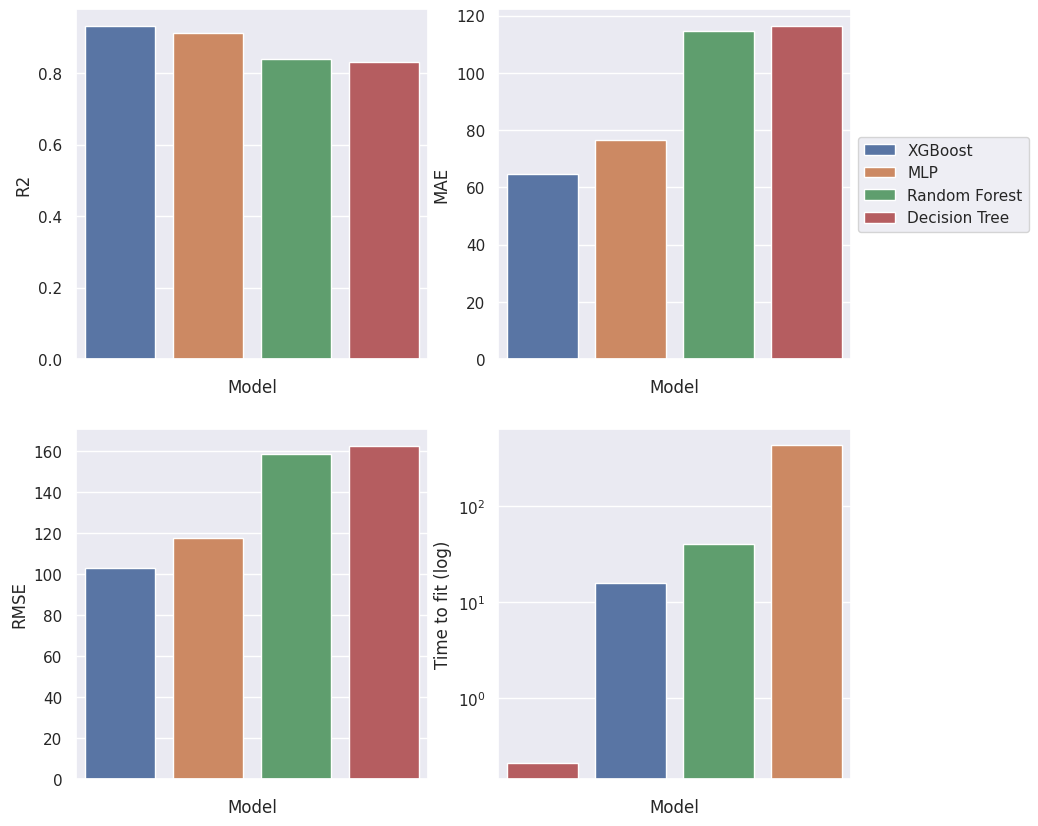 R2
0.8
0.6
0.4
0.2
0.0
Model
MAE
120
100
80
60
40
20
0
Model
XGBoost
MLP
Random Forest
Decision Tree
RMSE
160
140
120
100
80
60
40
20
0
Model
Time to fit (log)
10²
10¹
10⁰
Model